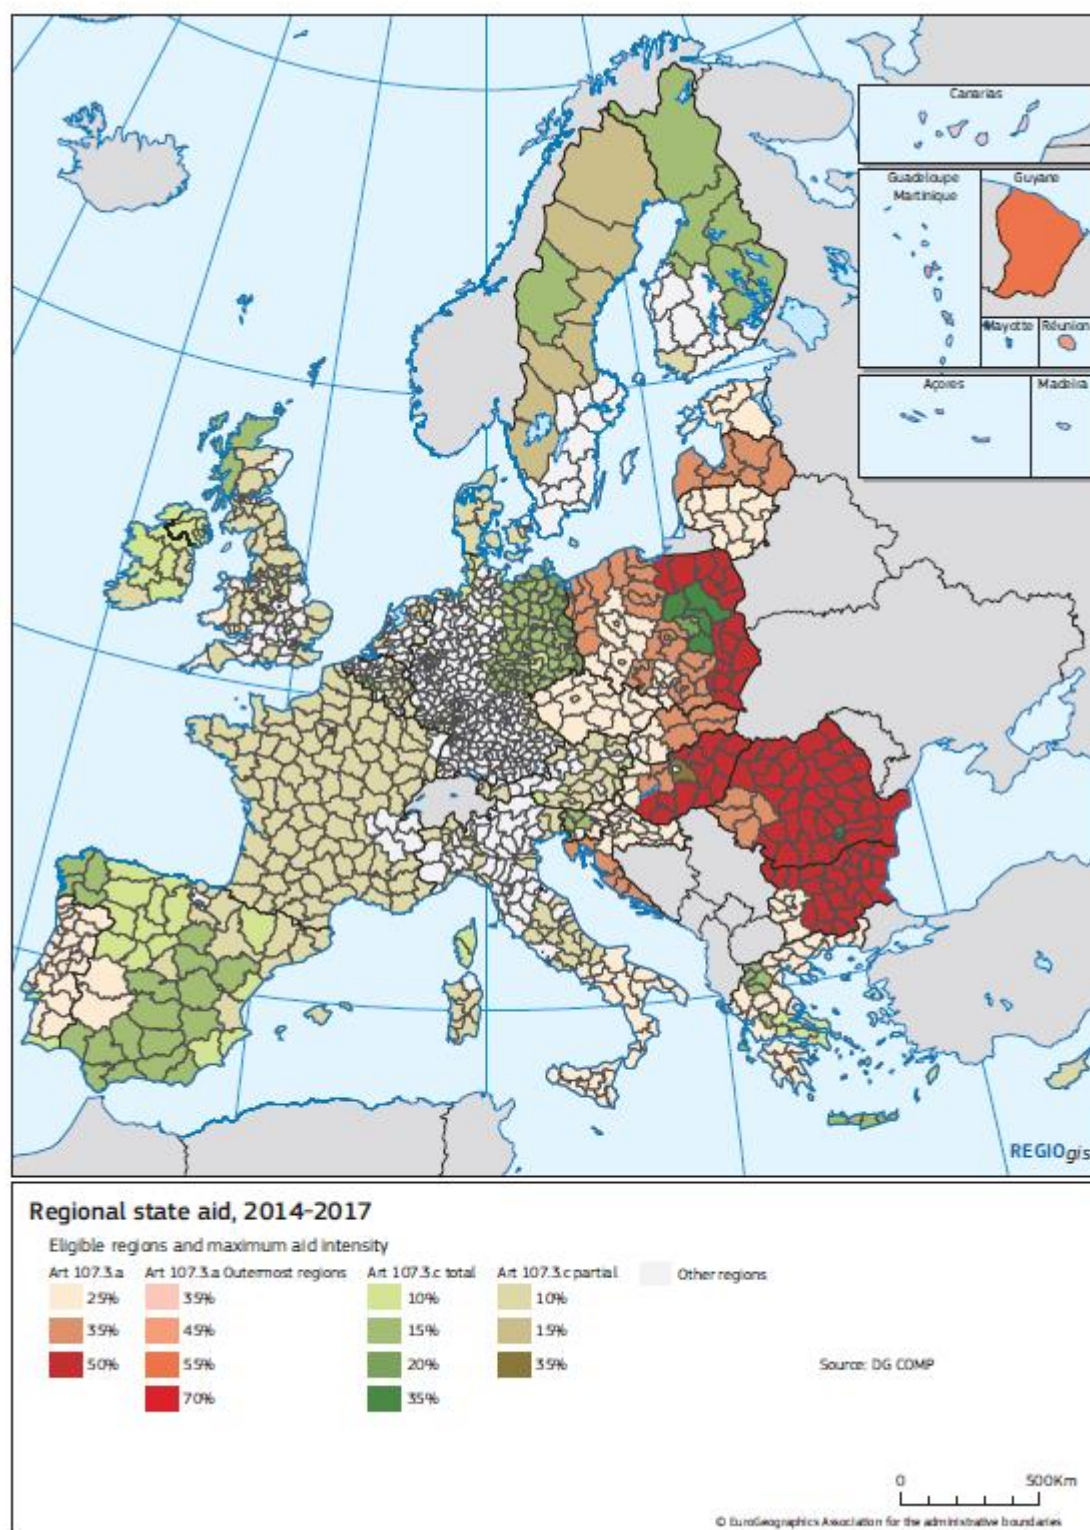 Canarias
Guadeloupe
Martinique
Guyane
Mayotte
Réunion
Açores
Madeira
REGIOgis
Regional state aid, 2014-2017
Eligible regions and maximum aid intensity
Art 107.3.a
25%
35%
50%
Art 107.3.a Outermost regions
35%
45%
55%
70%
Art 107.3.c total
10%
15%
20%
35%
Art 107.3.c partial
10%
15%
35%
Other regions
Source: DG COMP
0 500Km
© EuroGeographics Association for the administrative boundaries